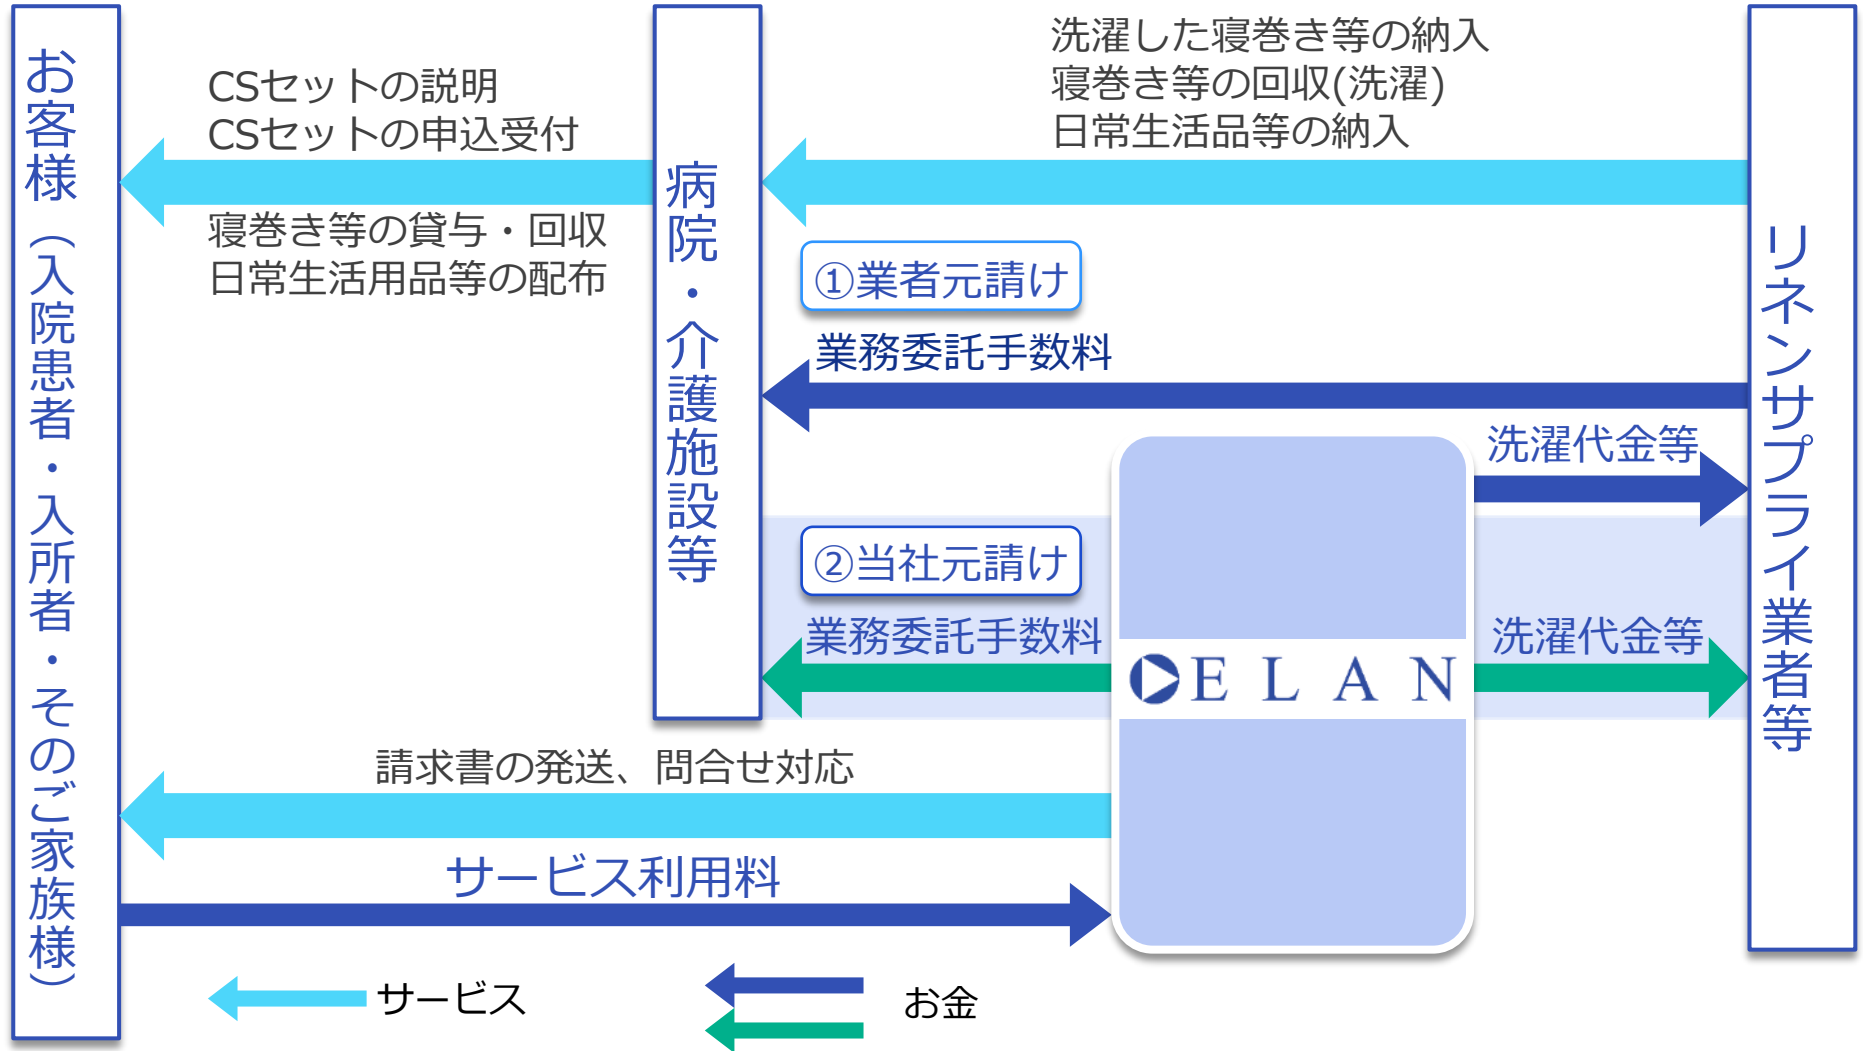 お客様（入院患者・入所者・そのご家族様）
CSセットの説明
CSセットの申込受付
寝巻き等の貸与・回収
日常生活用品等の配布
病院・介護施設等
洗濯した寝巻き等の納入
寝巻き等の回収(洗濯)
日常生活品等の納入
①業者元請け
業務委託手数料
洗濯代金等
②当社元請け
業務委託手数料
洗濯代金等
ELAN
リネンサプライ業者等
請求書の発送、問合せ対応
サービス利用料
サービス
お金